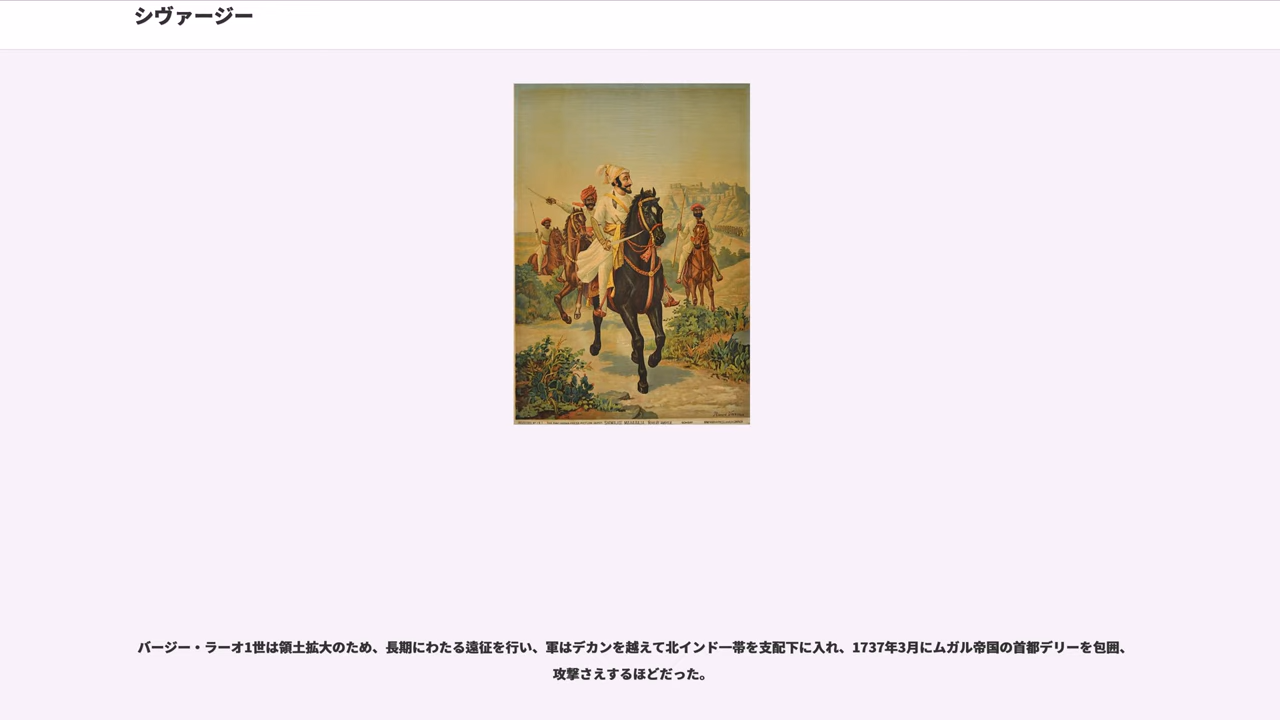 シヴァージー
バージー・ラーオ1世は領土拡大のため、長期にわたる遠征を行い、軍はデカンを越えて北インド一帯を支配下に入れ、1737年3月にムガル帝国の首都デリーを包囲、
攻撃さえするほどだった。